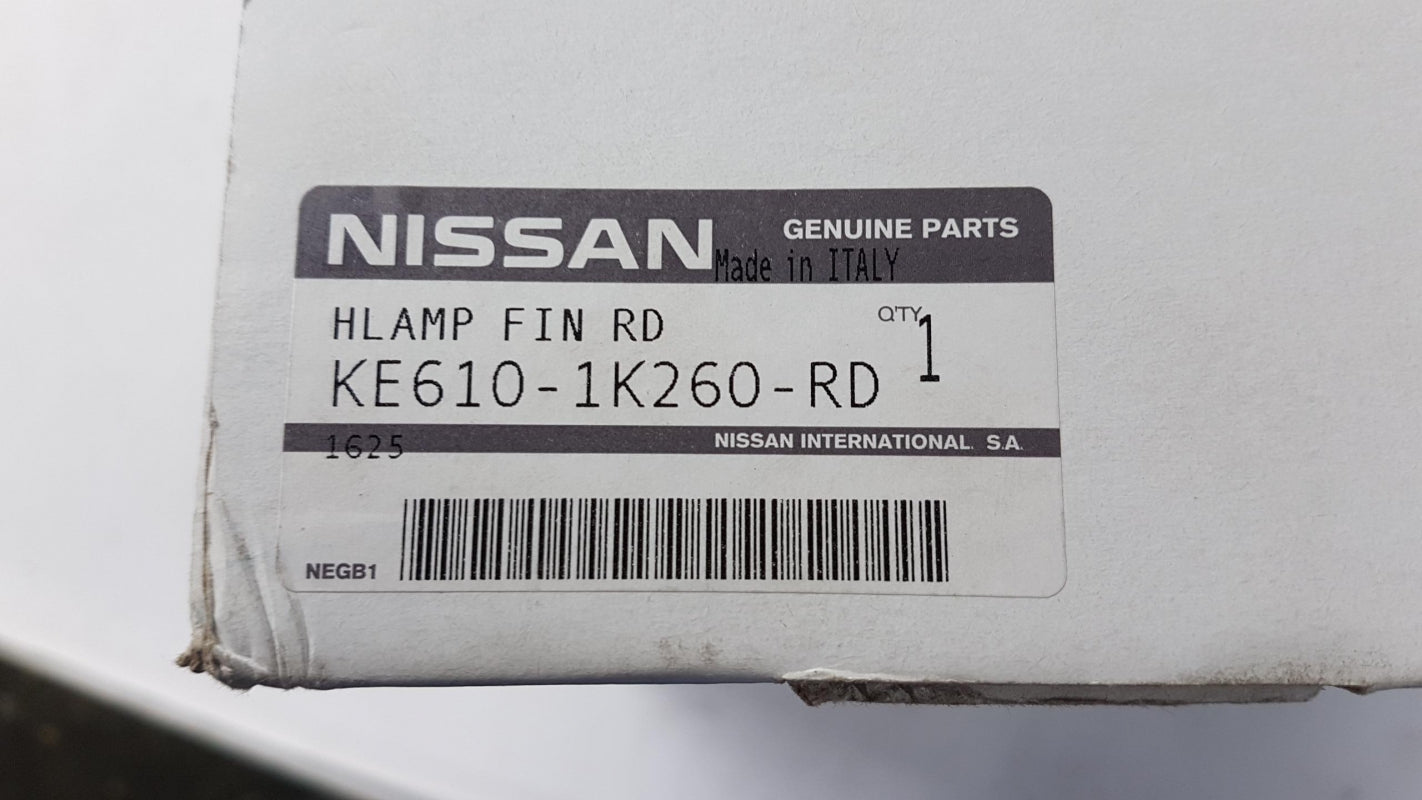 NISSAN GENUINE PARTS
Made in ITALY
HLAMP FIN RD
Q'TY 1
KE610-1K260-RD
1625 NISSAN INTERNATIONAL S.A.
NEGB1